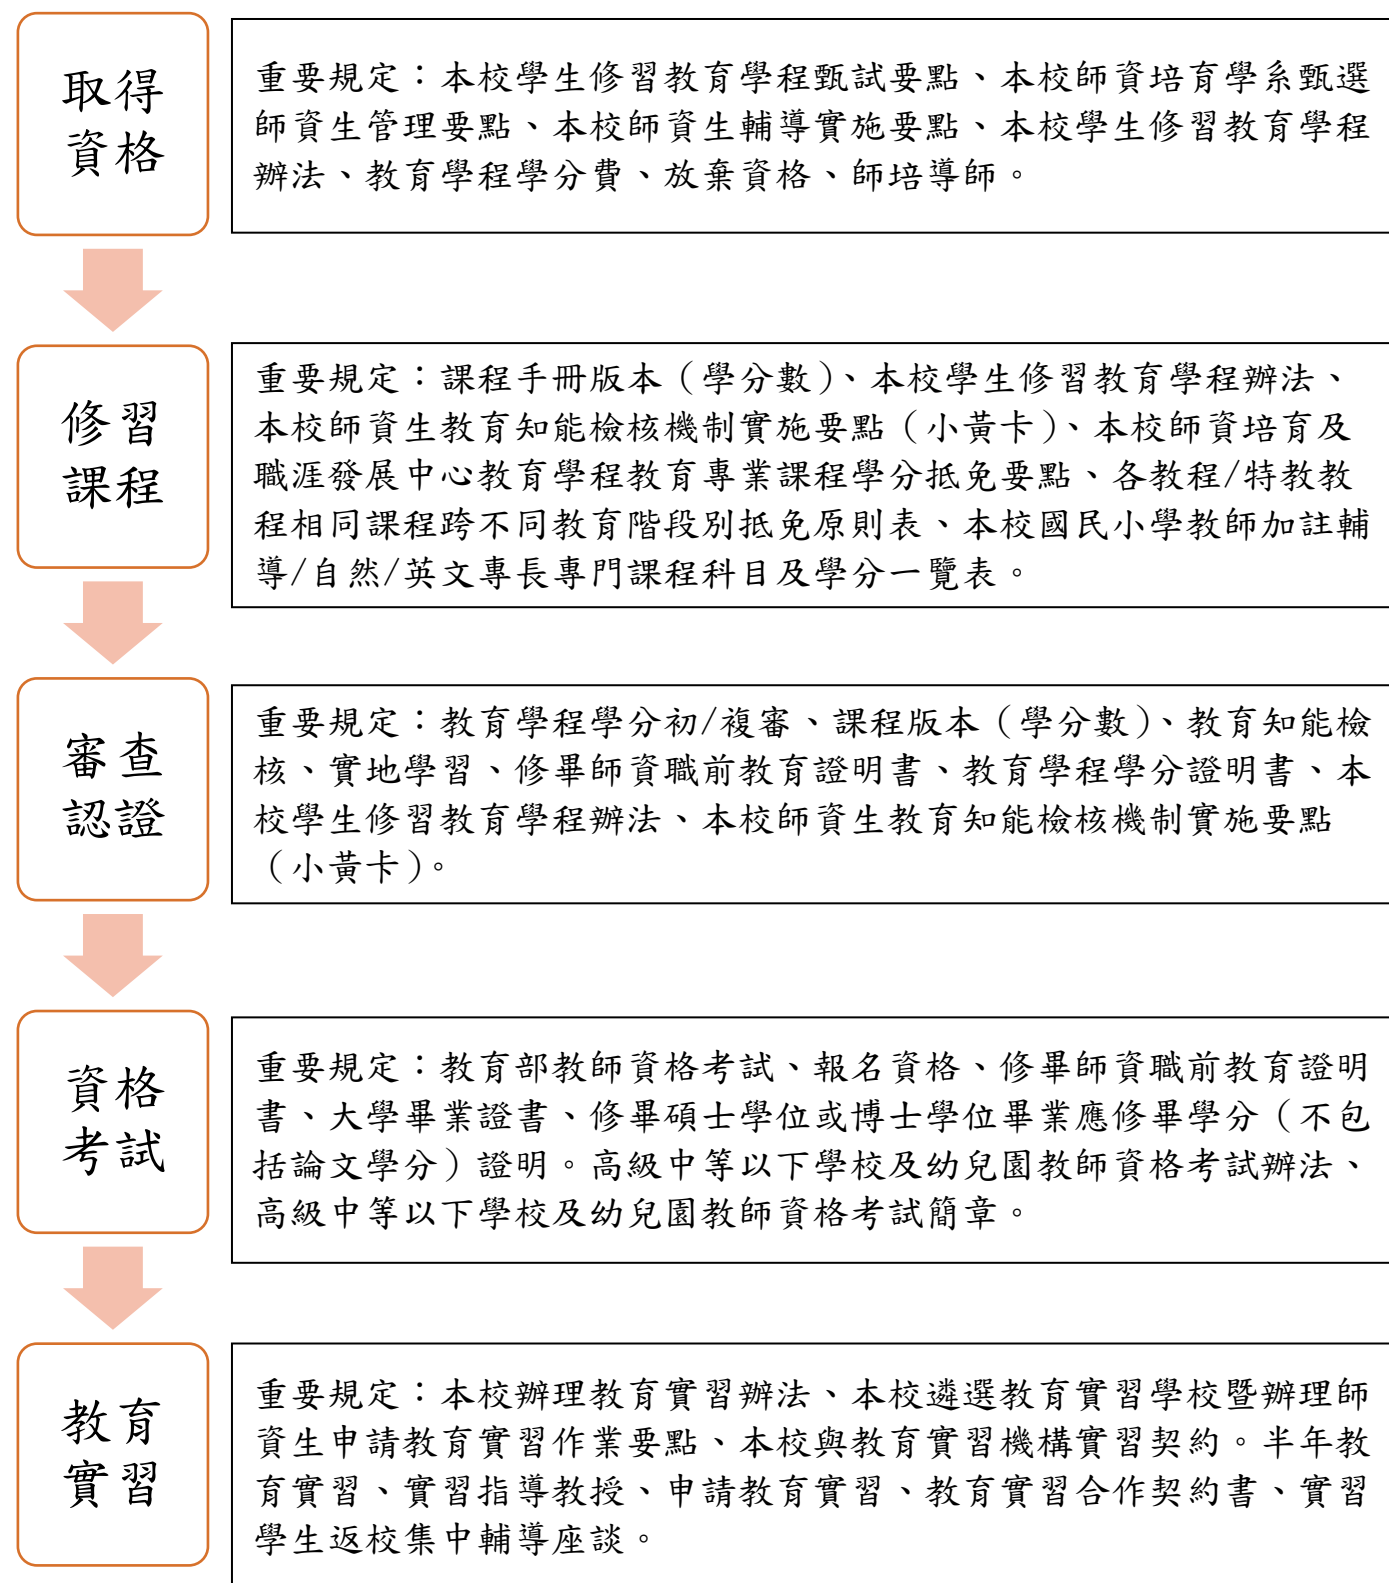 取得
資格
重要規定：本校學生修習教育學程甄試要點、本校師資培育學系甄選
師資生管理要點、本校師資生輔導實施要點、本校學生修習教育學程
辦法、教育學程學分費、放棄資格、師培導師。
修習
課程
重要規定：課程手冊版本（學分數）、本校學生修習教育學程辦法、
本校師資生教育知能檢核機制實施要點（小黃卡）、本校師資培育及
職涯發展中心教育學程教育專業課程學分抵免要點、各教程/特教教
程相同課程跨不同教育階段別抵免原則表、本校國民小學教師加註輔
導/自然/英文專長專門課程科目及學分一覽表。
審查
認證
重要規定：教育學程學分初/複審、課程版本（學分數）、教育知能檢
核、實地學習、修畢師資職前教育證明書、教育學程學分證明書、本
校學生修習教育學程辦法、本校師資生教育知能檢核機制實施要點
（小黃卡）。
資格
考試
重要規定：教育部教師資格考試、報名資格、修畢師資職前教育證明
書、大學畢業證書、修畢碩士學位或博士學位畢業應修畢學分（不包
括論文學分）證明。高級中等以下學校及幼兒園教師資格考試辦法、
高級中等以下學校及幼兒園教師資格考試簡章。
教育
實習
重要規定：本校辦理教育實習辦法、本校遴選教育實習學校暨辦理師
資生申請教育實習作業要點、本校與教育實習機構實習契約。半年教
育實習、實習指導教授、申請教育實習、教育實習合作契約書、實習
學生返校集中輔導座談。